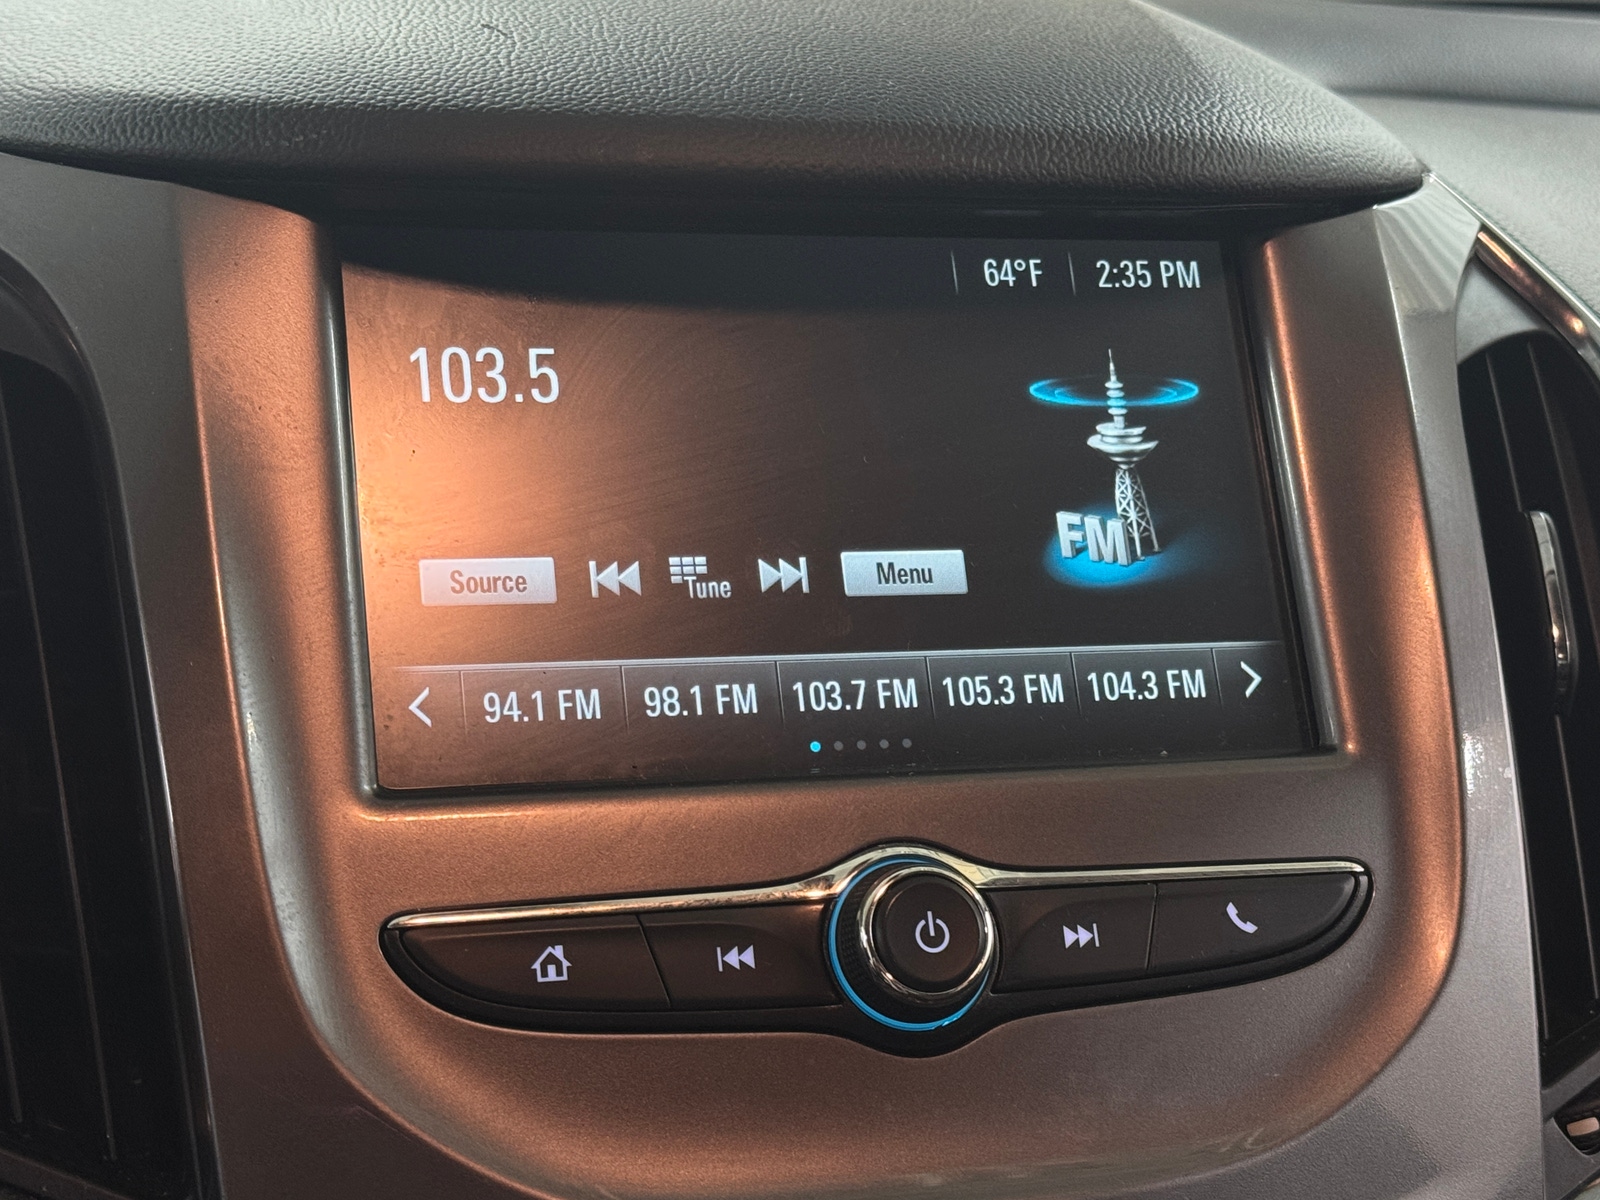 64°F 2:35 PM
103.5
FM
Source Tune Menu
94.1 FM 98.1 FM 103.7 FM 105.3 FM 104.3 FM